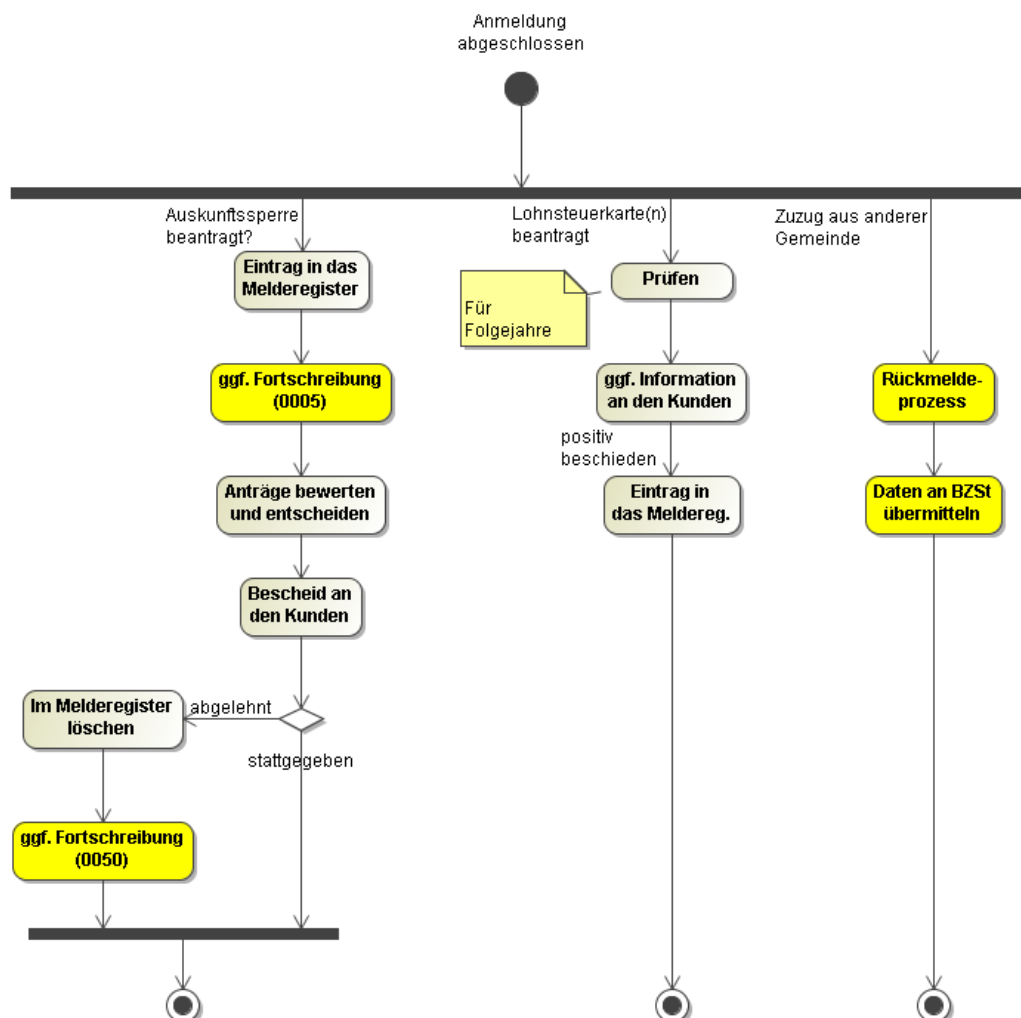 Anmeldung
abgeschlossen
Auskunftssperre
beantragt?
Eintrag in das
Melderegister
ggf. Fortschreibung
(0005)
Anträge bewerten
und entscheiden
Bescheid an
den Kunden
abgelehnt
Im Melderegister
löschen
stattgegeben
ggf. Fortschreibung
(0050)
Lohnsteuerkarte(n)
beantragt
Prüfen
Für
Folgejahre
ggf. Information
an den Kunden
positiv
beschieden
Eintrag in
das Meldereg.
Zuzug aus anderer
Gemeinde
Rückmelde-
prozess
Daten an BZSt
übermitteln